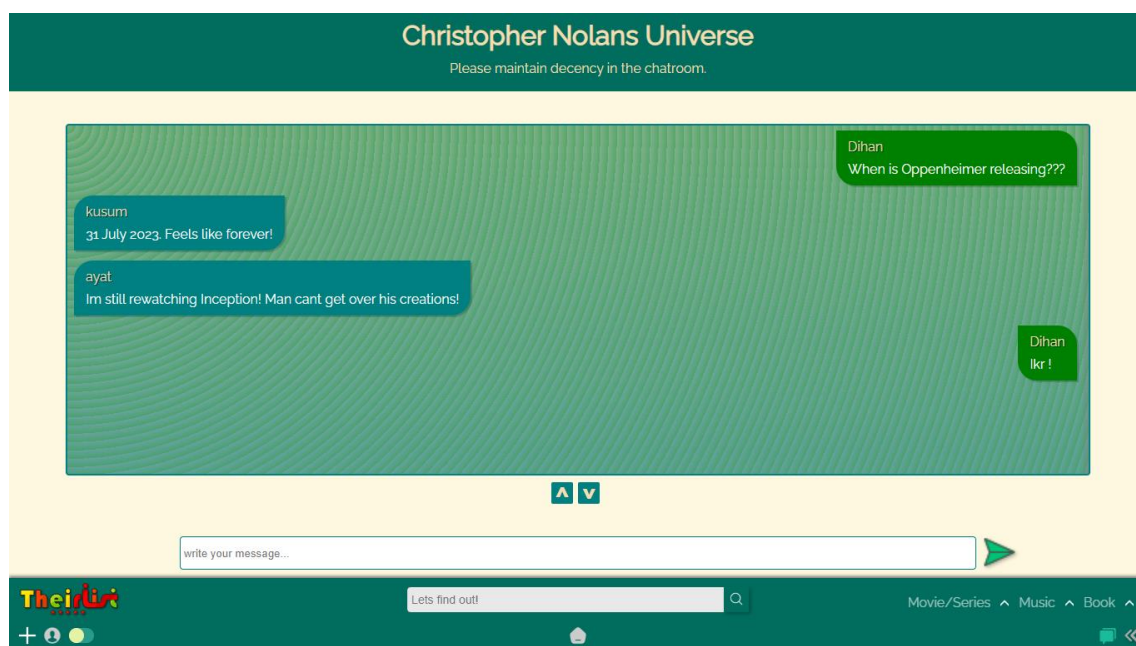 Christopher Nolans Universe
Please maintain decency in the chatroom.
Dihan
When is Oppenheimer releasing???
kusum
31 July 2023. Feels like forever!
ayat
Im still rewatching Inception! Man cant get over his creations!
Dihan
Ikr !
write your message...
Theirlist
Lets find out!
Movie/Series
Music
Book